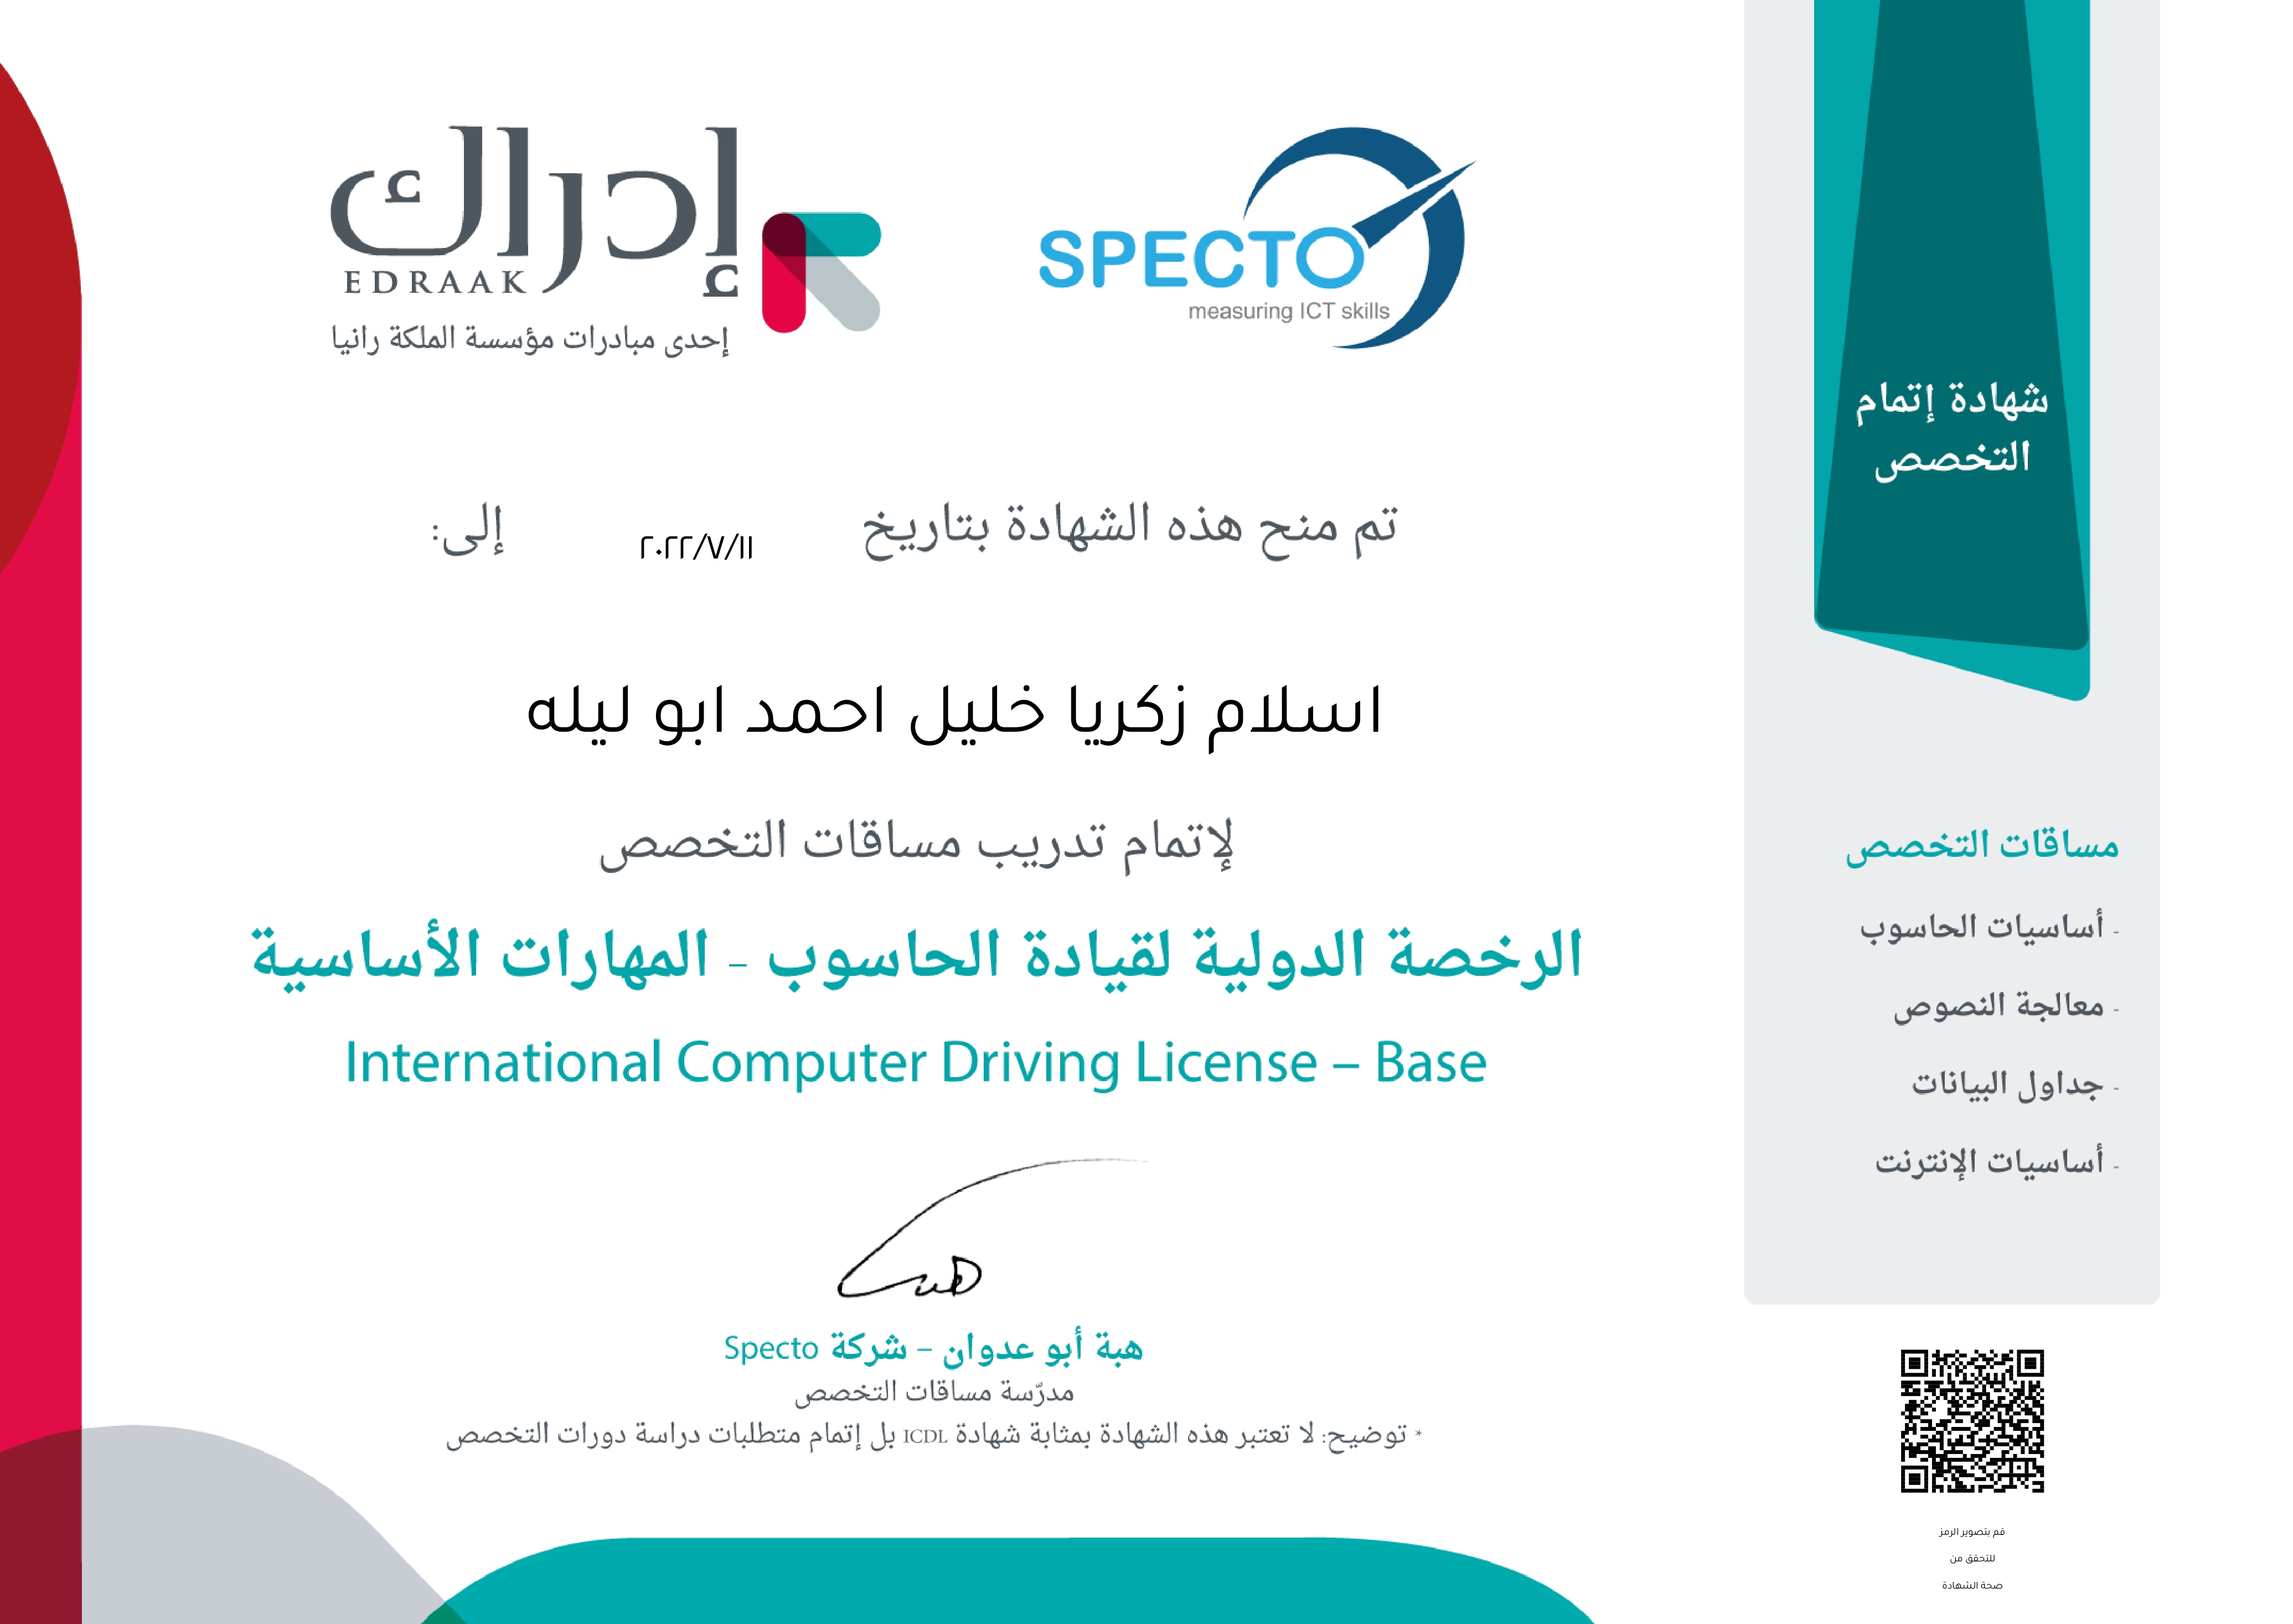 إدراك
EDRAAK
إحدى مبادرات مؤسسة الملكة رانيا
SPECTO
measuring ICT skills
شهادة إتمام
التخصص
تم منح هذه الشهادة بتاريخ ٢٠٢٢/٧/١١ إلى:
اسلام زكريا خليل احمد ابو ليله
لإتمام تدريب مساقات التخصص
الرخصة الدولية لقيادة الحاسوب - المهارات الأساسية
International Computer Driving License – Base
هبة أبو عدوان – شركة Specto
مدرّسة مساقات التخصص
* توضيح: لا تعتبر هذه الشهادة بمثابة شهادة ICDL بل إتمام متطلبات دراسة دورات التخصص
مساقات التخصص
- أساسيات الحاسوب
- معالجة النصوص
- جداول البيانات
- أساسيات الإنترنت
قم بتصوير الرمز
للتحقق من
صحة الشهادة